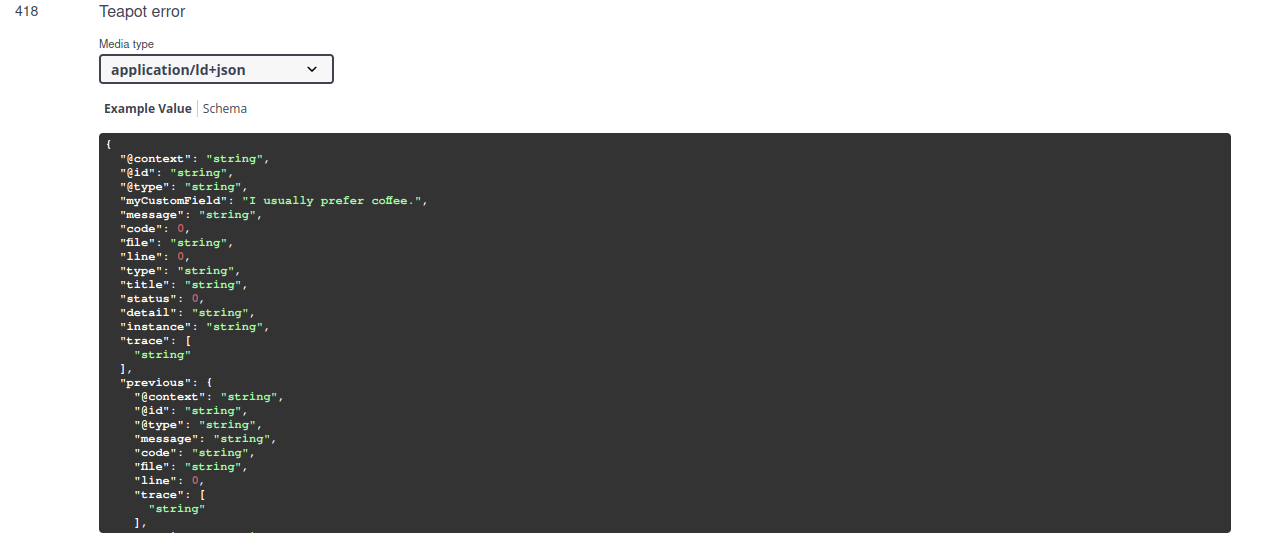 418 Teapot error
Media type
application/ld+json
Example Value Schema
{
  "@context": "string",
  "@id": "string",
  "@type": "string",
  "myCustomField": "I usually prefer coffee.",
  "message": "string",
  "code": 0,
  "file": "string",
  "line": 0,
  "type": "string",
  "title": "string",
  "status": 0,
  "detail": "string",
  "instance": "string",
  "trace": [
    "string"
  ],
  "previous": {
    "@context": "string",
    "@id": "string",
    "@type": "string",
    "message": "string",
    "code": "string",
    "file": "string",
    "line": 0,
    "trace": [
      "string"
    ],